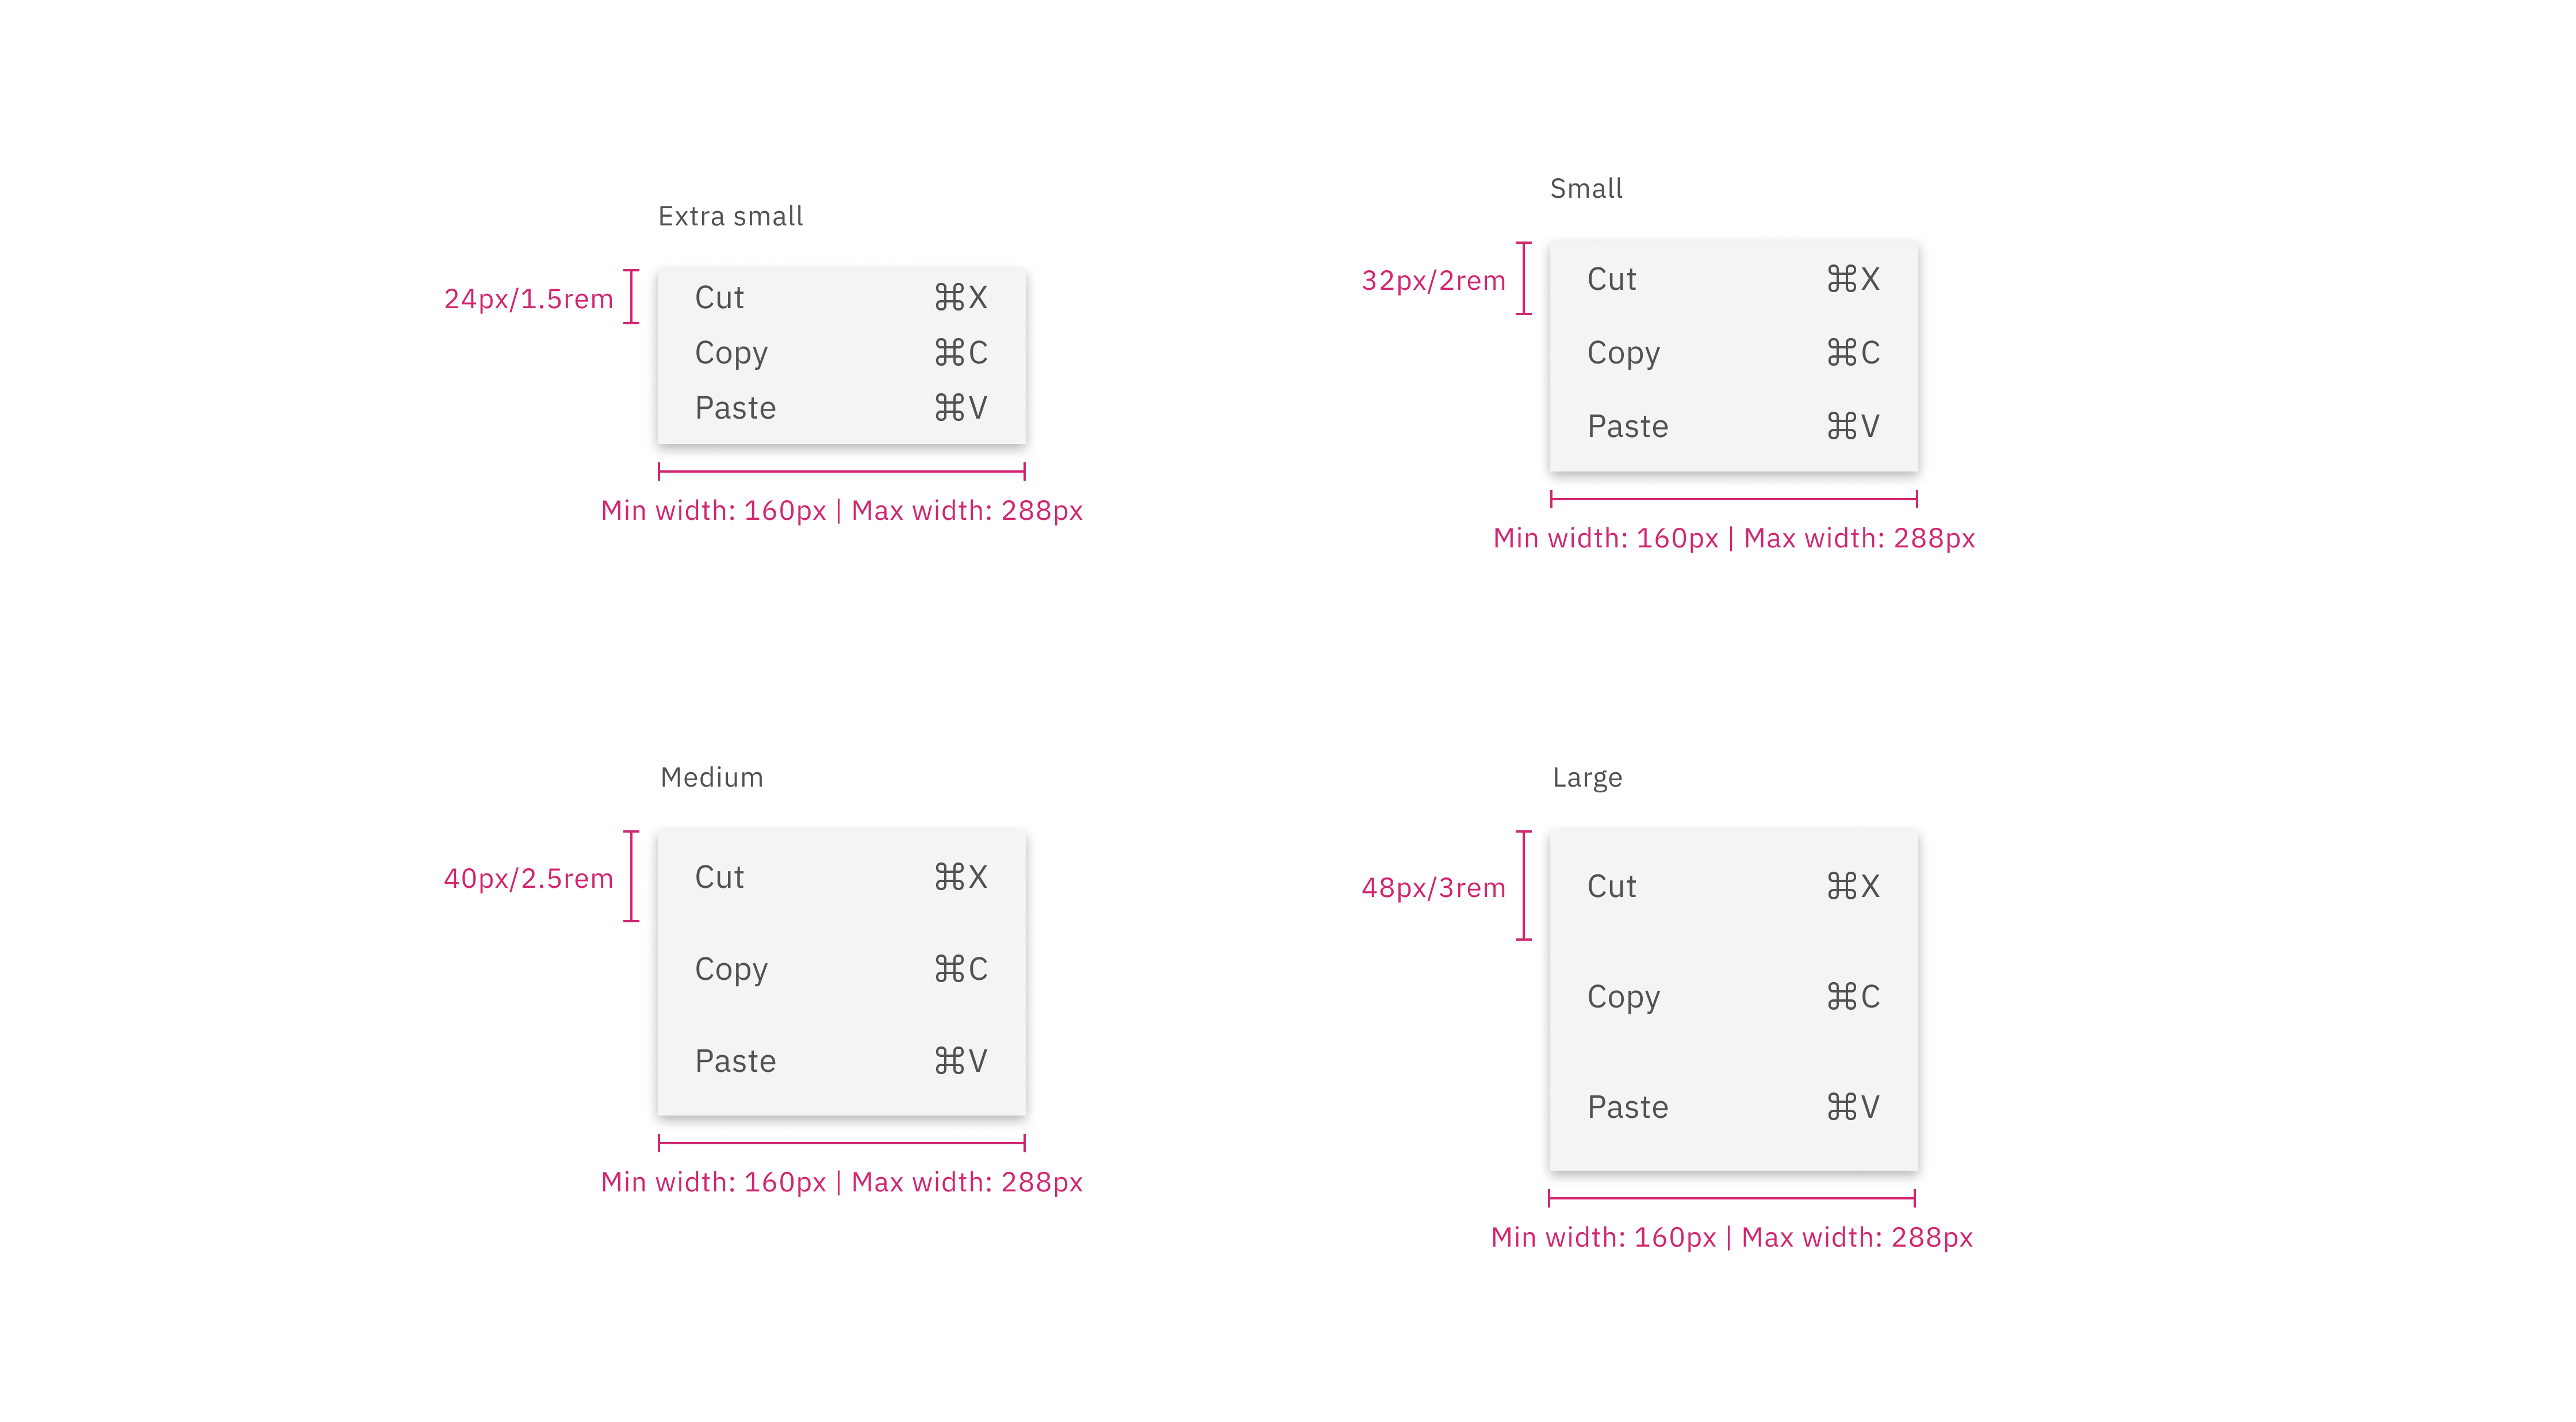 Extra small
24px/1.5rem
Cut ⌘X
Copy ⌘C
Paste ⌘V
Min width: 160px | Max width: 288px
Small
32px/2rem
Cut ⌘X
Copy ⌘C
Paste ⌘V
Min width: 160px | Max width: 288px
Medium
40px/2.5rem
Cut ⌘X
Copy ⌘C
Paste ⌘V
Min width: 160px | Max width: 288px
Large
48px/3rem
Cut ⌘X
Copy ⌘C
Paste ⌘V
Min width: 160px | Max width: 288px